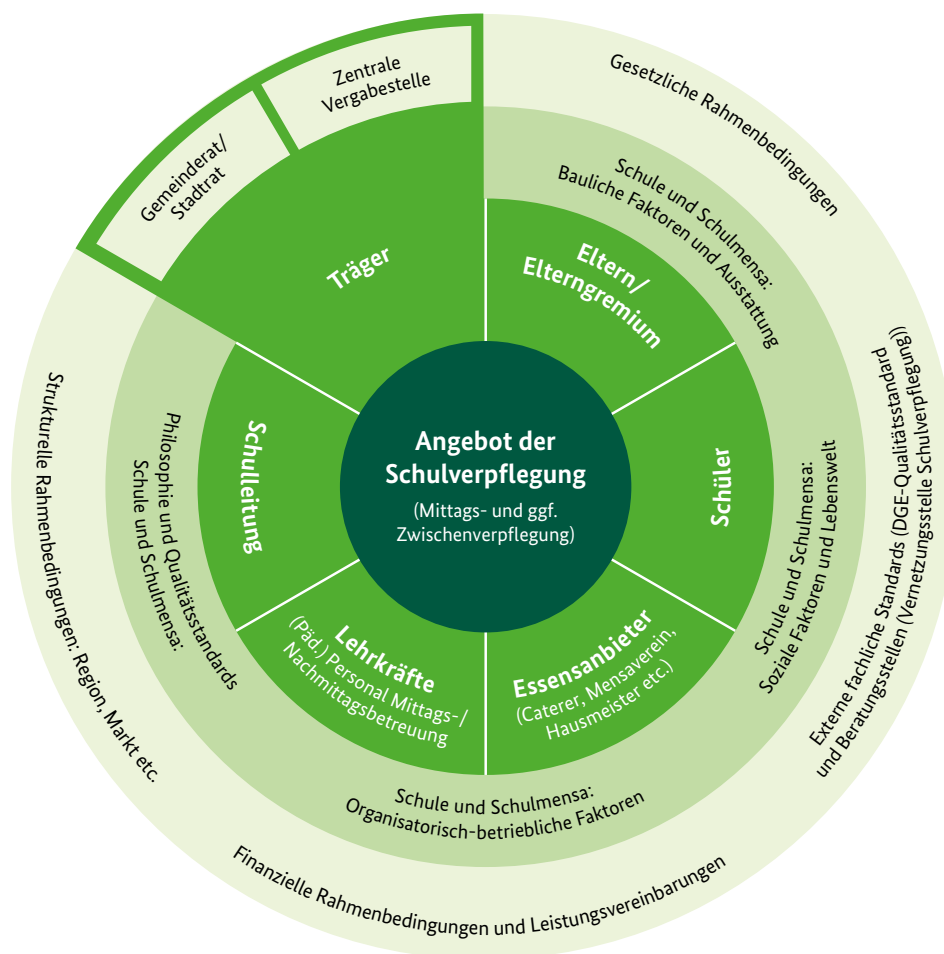 Zentrale
Vergabestelle
Gemeinderat/
Stadtrat
Träger
Gesetzliche Rahmenbedingungen
Schule und Schulmensa:
Bauliche Faktoren und Ausstattung
Eltern/
Elterngremium
Angebot der
Schulverpflegung
(Mittags- und ggf.
Zwischenverpflegung)
Schüler
Schule und Schulmensa:
Soziale Faktoren und Lebenswelt
Externe fachliche Standards (DGE-Qualitätsstandard
und Beratungsstellen (Vernetzungsstelle Schulverpflegung))
Essensanbieter
(Caterer, Mensaverein,
Hausmeister etc.)
Lehrkräfte
(Päd.) Personal Mittags-/
Nachmittagsbetreuung
Schule und Schulmensa:
Organisatorisch-betriebliche Faktoren
Finanzielle Rahmenbedingungen und Leistungsvereinbarungen
Schulleitung
Philosophie und Qualitätsstandards
Schule und Schulmensa:
Strukturelle Rahmenbedingungen: Region, Markt etc.